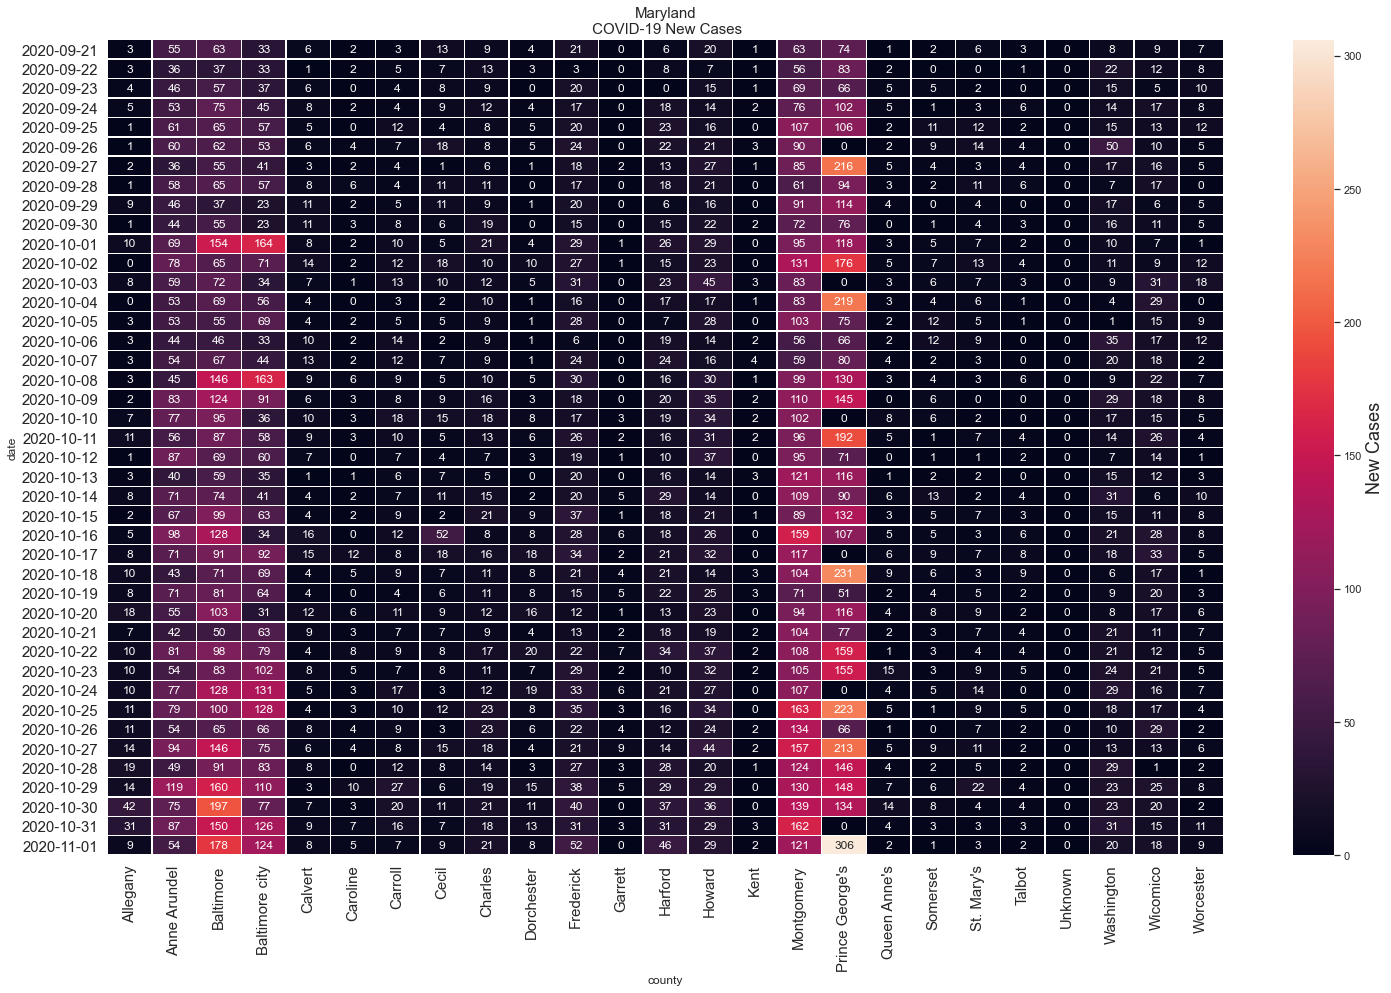 Maryland
COVID-19 New Cases
2020-09-21 3 55 63 33 6 2 3 13 9 4 21 0 6 20 1 63 74 1 2 6 3 0 8 9 7
2020-09-22 3 36 37 33 1 2 5 7 13 3 3 0 8 7 1 56 83 2 0 0 1 0 22 12 8
2020-09-23 4 46 57 37 6 0 4 8 9 0 20 0 0 15 1 69 66 5 5 2 0 0 15 5 10
2020-09-24 5 53 75 45 8 2 4 9 12 4 17 0 18 14 2 76 102 5 1 3 6 0 14 17 8
2020-09-25 1 61 65 57 5 0 12 4 8 5 20 0 23 16 0 107 106 2 11 12 2 0 15 13 12
2020-09-26 1 60 62 53 6 4 7 18 8 5 24 0 22 21 3 90 0 2 9 14 4 0 50 10 5
2020-09-27 2 36 55 41 3 2 4 1 6 1 18 2 13 27 1 85 216 5 4 3 4 0 17 16 5
2020-09-28 1 58 65 57 8 6 4 11 11 0 17 0 18 21 0 61 94 3 2 11 6 0 7 17 0
2020-09-29 9 46 37 23 11 2 5 11 9 1 20 0 6 16 0 91 114 4 0 4 0 0 17 6 5
2020-09-30 1 44 55 23 11 3 8 6 19 0 15 0 15 22 2 72 76 0 1 4 3 0 16 11 5
2020-10-01 10 69 154 164 8 2 10 5 21 4 29 1 26 29 0 95 118 3 5 7 2 0 10 7 1
2020-10-02 0 78 65 71 14 2 12 18 10 10 27 1 15 23 0 131 176 5 7 13 4 0 11 9 12
2020-10-03 8 59 72 34 7 1 13 10 12 5 31 0 23 45 3 83 0 3 6 7 3 0 9 31 18
2020-10-04 0 53 69 56 4 0 3 2 10 1 16 0 17 17 1 83 219 3 4 6 1 0 4 29 0
2020-10-05 3 53 55 69 4 2 5 5 9 1 28 0 7 28 0 103 75 2 12 5 1 0 1 15 9
2020-10-06 3 44 46 33 10 2 14 2 9 1 6 0 19 14 2 56 66 2 12 9 0 0 35 17 12
2020-10-07 3 54 67 44 13 2 12 7 9 1 24 0 24 16 4 59 80 4 2 3 0 0 20 18 2
2020-10-08 3 45 146 163 9 6 9 5 10 5 30 0 16 30 1 99 130 3 4 3 6 0 9 22 7
2020-10-09 2 83 124 91 6 3 8 9 16 3 18 0 20 35 2 110 145 0 6 0 0 0 29 18 8
2020-10-10 7 77 95 36 10 3 18 15 18 8 17 3 19 34 2 102 0 8 6 2 0 0 17 15 5
2020-10-11 11 56 87 58 9 3 10 5 13 6 26 2 16 31 2 96 192 5 1 7 4 0 14 26 4
2020-10-12 1 87 69 60 7 0 7 4 7 3 19 1 10 37 0 95 71 0 1 1 2 0 7 14 1
2020-10-13 3 40 59 35 1 1 6 7 5 0 20 0 16 14 3 121 116 1 2 2 0 0 15 12 3
2020-10-14 8 71 74 41 4 2 7 11 15 2 20 5 29 14 0 109 90 6 13 2 4 0 31 6 10
2020-10-15 2 67 99 63 4 2 9 2 21 9 37 1 18 21 1 89 132 3 5 7 3 0 15 11 8
2020-10-16 5 98 128 34 16 0 12 52 8 8 28 6 18 26 0 159 107 5 5 3 6 0 21 28 8
2020-10-17 8 71 91 92 15 12 8 18 16 18 34 2 21 32 0 117 0 6 9 7 8 0 18 33 5
2020-10-18 10 43 71 69 4 5 9 7 11 8 21 4 21 14 3 104 231 9 6 3 9 0 6 17 1
2020-10-19 8 71 81 64 4 0 4 6 11 8 15 5 22 25 3 71 51 2 4 5 2 0 9 20 3
2020-10-20 18 55 103 31 12 6 11 9 12 16 12 1 13 23 0 94 116 4 8 9 2 0 8 17 6
2020-10-21 7 42 50 63 9 3 7 7 9 4 13 2 18 19 2 104 77 2 3 7 4 0 21 11 7
2020-10-22 10 81 98 79 4 8 9 8 17 20 22 7 34 37 2 108 159 1 3 4 4 0 21 12 5
2020-10-23 10 54 83 102 8 5 7 8 11 7 29 2 10 32 2 105 155 15 3 9 5 0 24 21 5
2020-10-24 10 77 128 131 5 3 17 3 12 19 33 6 21 27 0 107 0 4 5 14 0 0 29 16 7
2020-10-25 11 79 100 128 4 3 10 12 23 8 35 3 16 34 0 163 223 5 1 9 5 0 18 17 4
2020-10-26 11 54 65 66 8 4 9 3 23 6 22 4 12 24 2 134 66 1 0 7 2 0 10 29 2
2020-10-27 14 94 146 75 6 4 8 15 18 4 21 9 14 44 2 157 213 5 9 11 2 0 13 13 6
2020-10-28 19 49 91 83 8 0 12 8 14 3 27 3 28 20 1 124 146 4 2 5 2 0 29 1 2
2020-10-29 14 119 160 110 3 10 27 6 19 15 38 5 29 29 0 130 148 7 6 22 4 0 23 25 8
2020-10-30 42 75 197 77 7 3 20 11 21 11 40 0 37 36 0 139 134 14 8 4 4 0 23 20 2
2020-10-31 31 87 150 126 9 7 16 7 18 13 31 3 31 29 3 162 0 4 3 3 3 0 31 15 11
2020-11-01 9 54 178 124 8 5 7 9 21 8 52 0 46 29 2 121 306 2 1 3 2 0 20 18 9
date
Allegany
Anne Arundel
Baltimore
Baltimore city
Calvert
Caroline
Carroll
Cecil
Charles
Dorchester
Frederick
Garrett
Harford
Howard
Kent
Montgomery
Prince George's
Queen Anne's
Somerset
St. Mary's
Talbot
Unknown
Washington
Wicomico
Worcester
county
300
250
200
150
100
50
0
New Cases